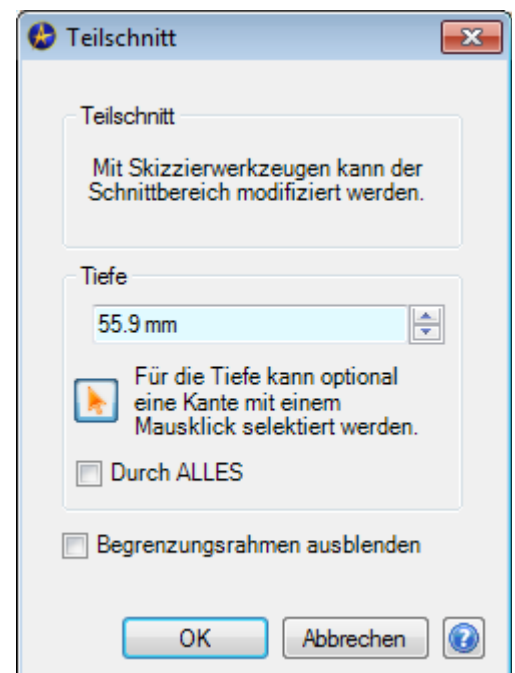 Teilschnitt
Teilschnitt
Mit Skizzierwerkzeugen kann der
Schnittbereich modifiziert werden.
Tiefe
55.9 mm
Für die Tiefe kann optional
eine Kante mit einem
Mausklick selektiert werden.
Durch ALLES
Begrenzungsrahmen ausblenden
OK
Abbrechen
?